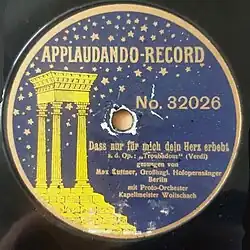 APPLAUDANDO-RECORD
No. 32026
Dass nur für mich dein Herz erbebt
a. d. Op.: „Troubadour" (Verdi)
gesungen von
Max Kuttner, Großhzgl. Hofopernsänger
Berlin
mit Proto-Orchester
Kapellmeister Woitschach